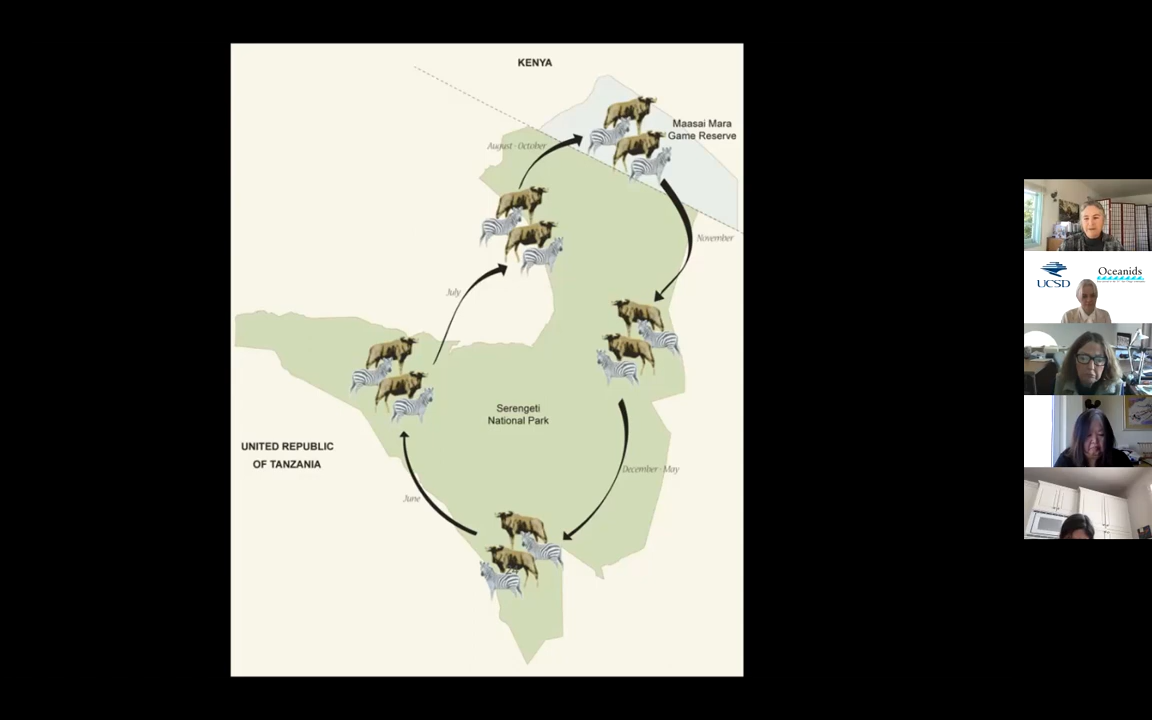 KENYA
Maasai Mara
Game Reserve
August - October
November
July
Serengeti
National Park
UNITED REPUBLIC
OF TANZANIA
December - May
June
UCSD
Oceanids